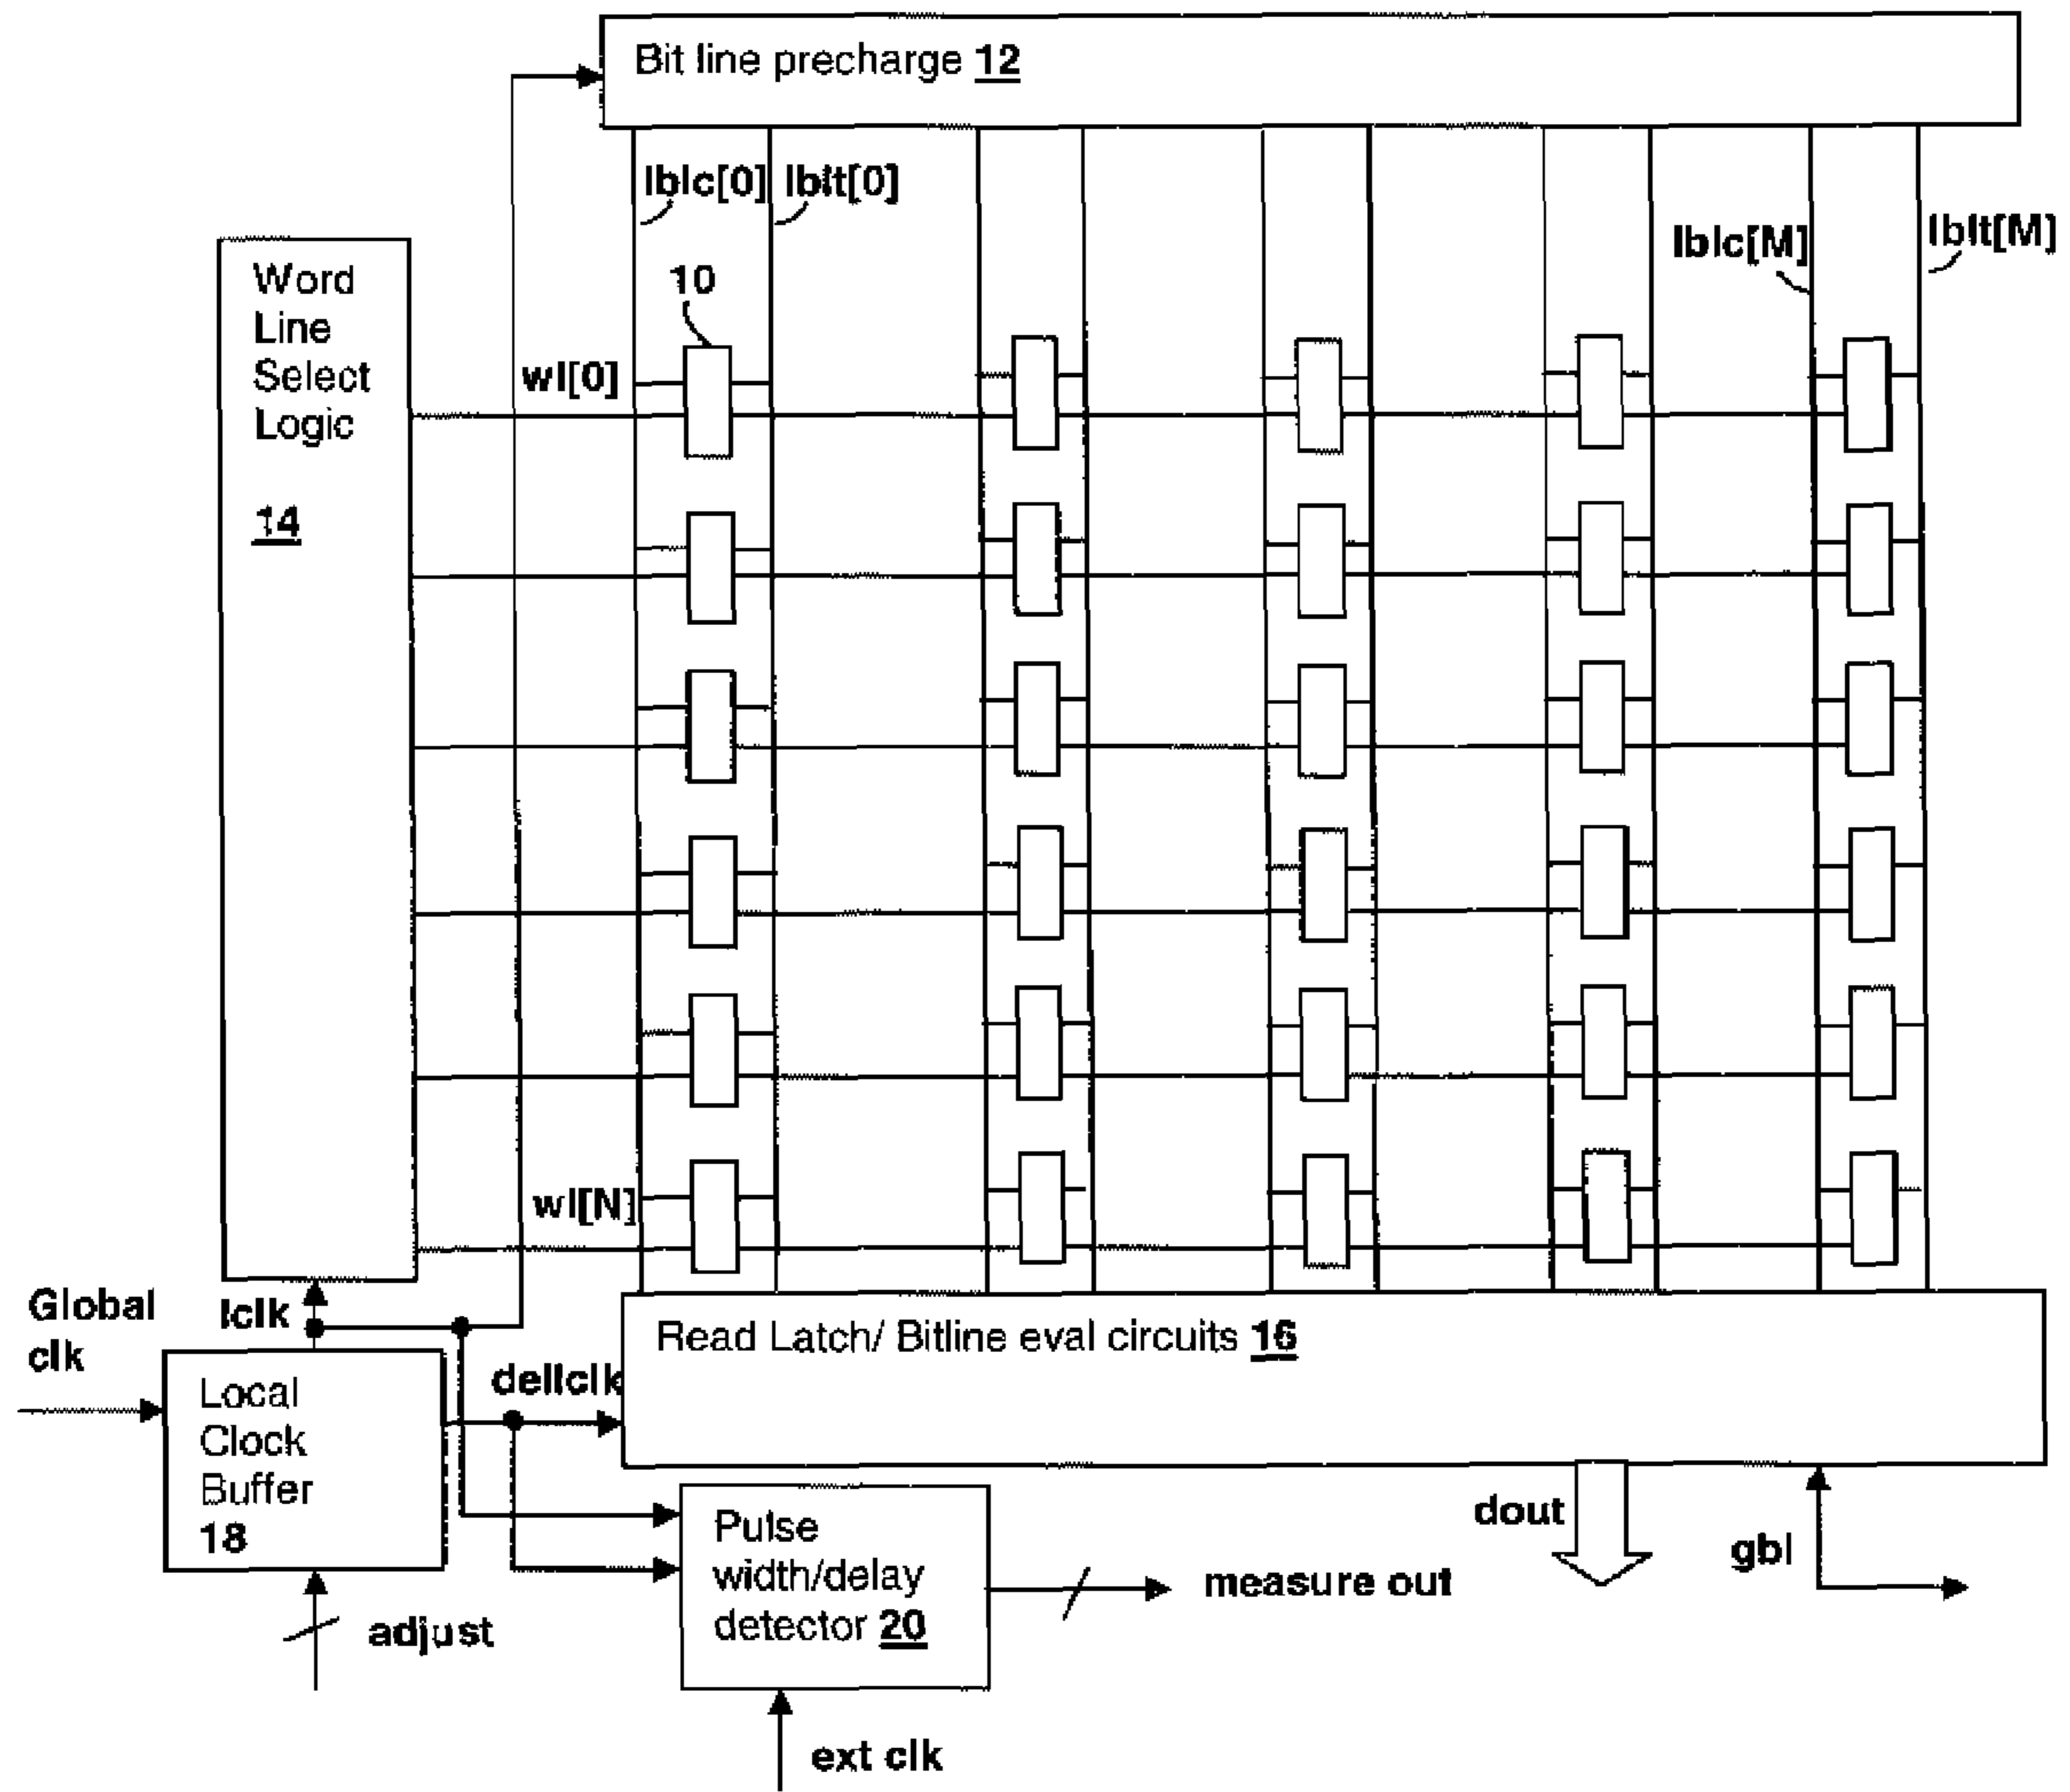 Bit line precharge 12
lblc[0] lblt[0]
lblc[M] lblt[M]
10
Word
Line
Select
Logic
14
wl[0]
wl[N]
Global
clk
lclk
Read Latch/ Bitline eval circuits 16
Local
Clock
Buffer
18
dellclk
Pulse
width/delay
detector 20
measure out
dout
gbl
adjust
ext clk